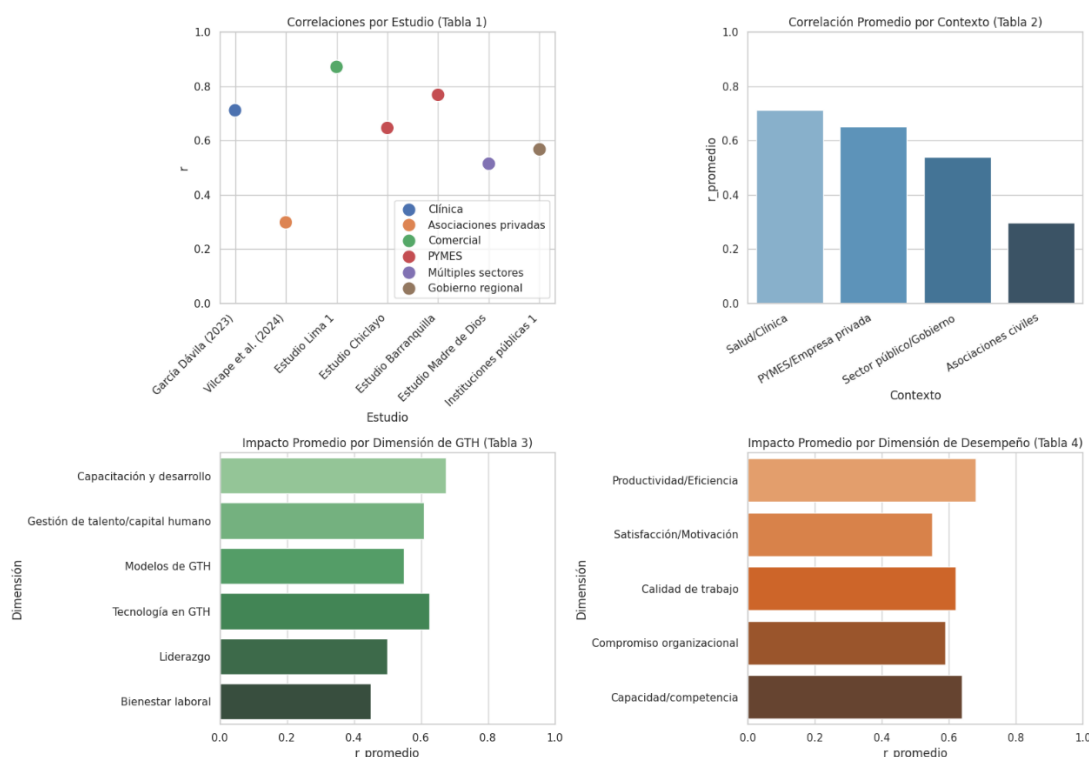 Correlaciones por Estudio (Tabla 1)
1.0
0.8
0.6
0.4
0.2
0.0
r
Clínica
Asociaciones privadas
Comercial
PYMES
Múltiples sectores
Gobierno regional
García Dávila (2023)
Vilcape et al. (2024)
Estudio Lima 1
Estudio Chiclayo
Estudio Barranquilla
Estudio Madre de Dios
Instituciones públicas 1
Estudio
Correlación Promedio por Contexto (Tabla 2)
1.0
0.8
0.6
0.4
0.2
0.0
r_promedio
Salud/Clínica
PYMES/Empresa privada
Sector público/Gobierno
Asociaciones civiles
Contexto
Impacto Promedio por Dimensión de GTH (Tabla 3)
Dimensión
Capacitación y desarrollo
Gestión de talento/capital humano
Modelos de GTH
Tecnología en GTH
Liderazgo
Bienestar laboral
0.0 0.2 0.4 0.6 0.8 1.0
r_promedio
Impacto Promedio por Dimensión de Desempeño (Tabla 4)
Dimensión
Productividad/Eficiencia
Satisfacción/Motivación
Calidad de trabajo
Compromiso organizacional
Capacidad/competencia
0.0 0.2 0.4 0.6 0.8 1.0
r_promedio